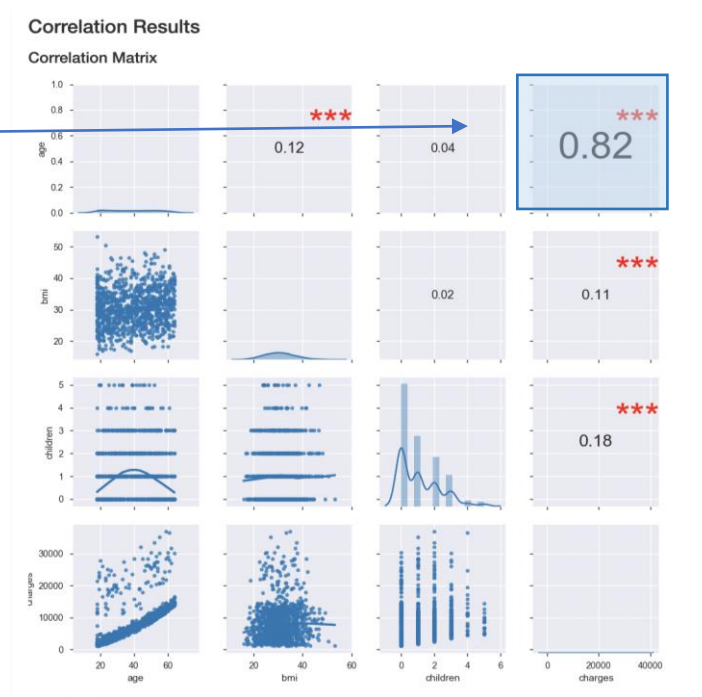 Correlation Results
Correlation Matrix
1.0
0.8
0.6
0.4
0.2
0.0
age
***
0.12
0.04
***
0.82
50
40
30
20
bmi
0.02
***
0.11
5
4
3
2
1
0
children
***
0.18
30000
20000
10000
0
charges
20 40 60
age
20 40 60
bmi
0 2 4 6
children
0 20000 40000
charges